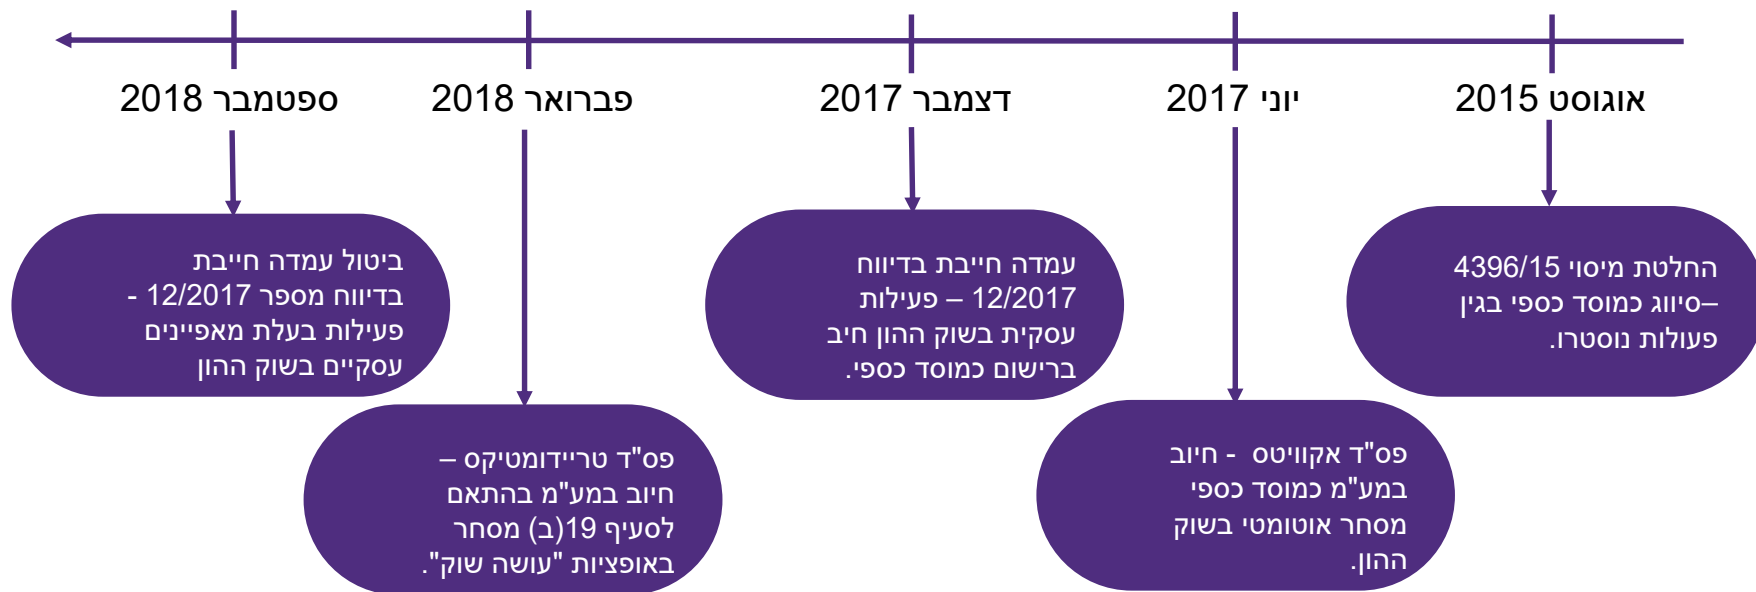 אוגוסט 2015
יוני 2017
דצמבר 2017
פברואר 2018
ספטמבר 2018
החלטת מיסוי 4396/15
–סיווג כמוסד כספי בגין
פעולות נוסטרו.
פס"ד אקוויטס - חיוב
במע"מ כמוסד כספי
מסחר אוטומטי בשוק
ההון.
עמדה חייבת בדיווח
12/2017 – פעילות
עסקית בשוק ההון חיב
ברישום כמוסד כספי.
פס"ד טריידומטיקס –
חיוב במע"מ בהתאם
לסעיף 19(ב) מסחר
באופציות "עושה שוק".
ביטול עמדה חייבת
בדיווח מספר 12/2017 -
פעילות בעלת מאפיינים
עסקיים בשוק ההון